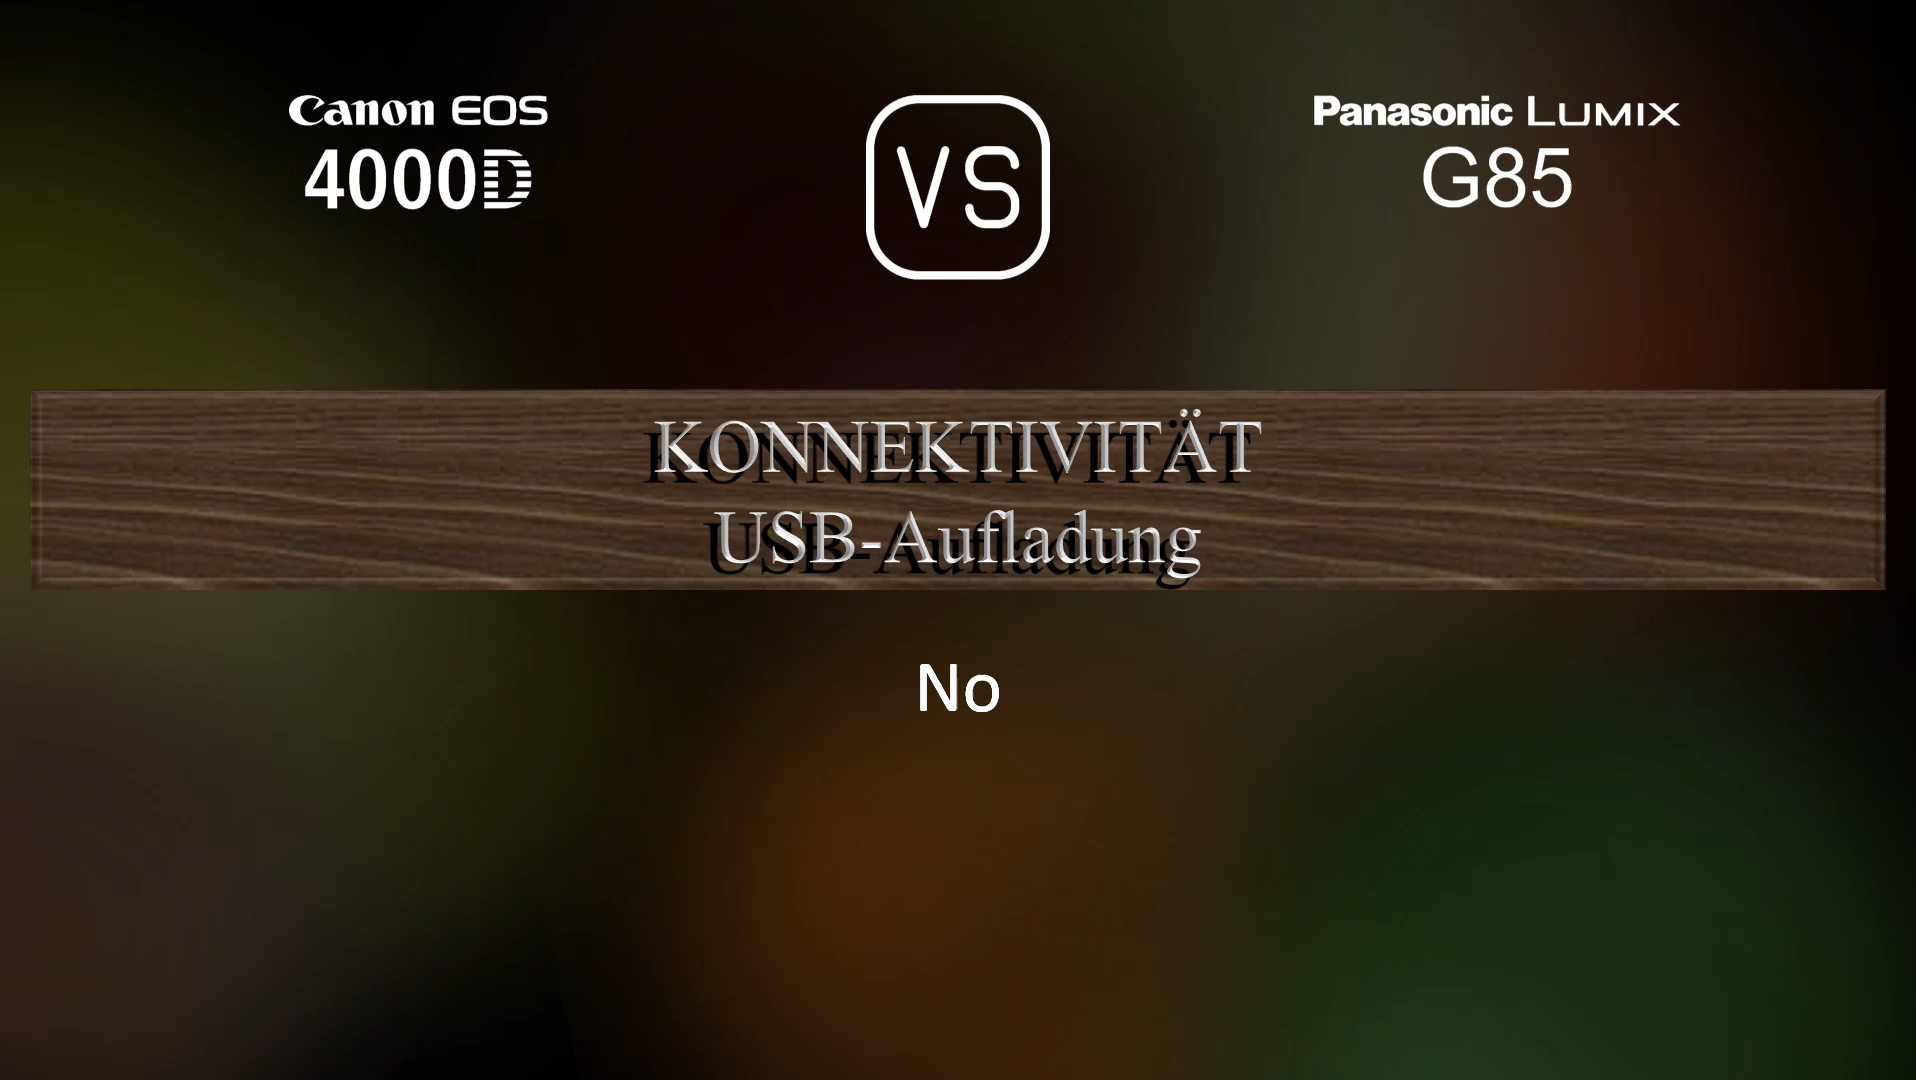 Canon EOS
4000D
VS
Panasonic LUMIX
G85
KONNEKTIVITÄT
USB-Aufladung
No